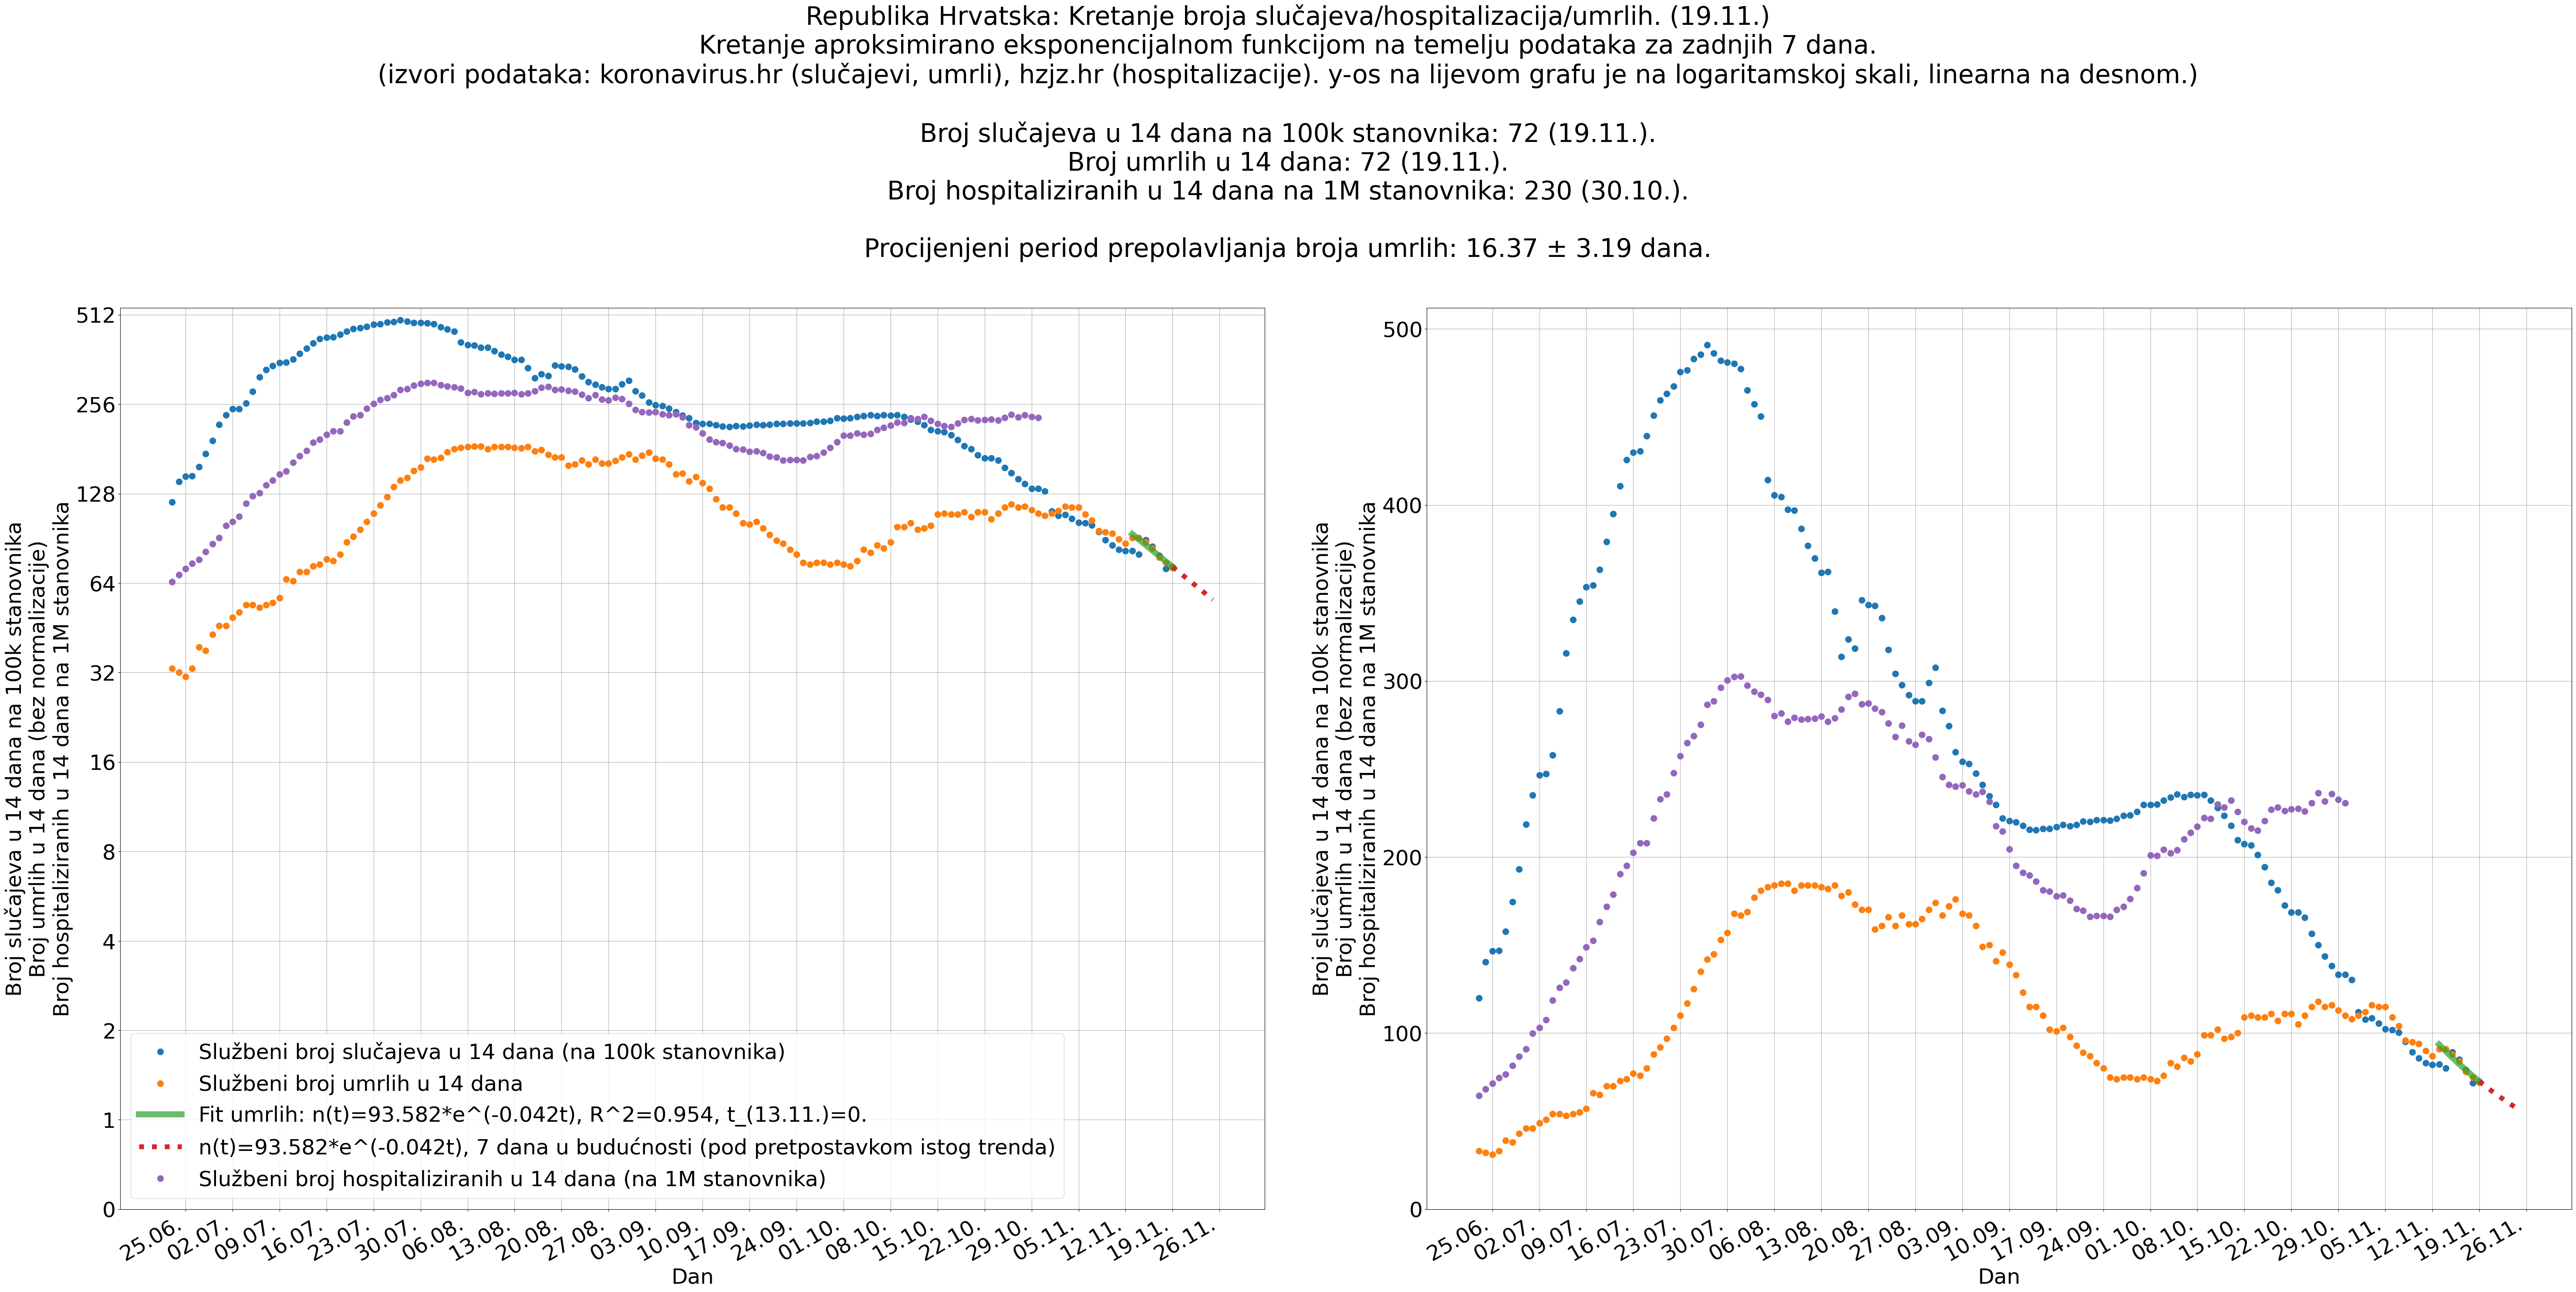 Republika Hrvatska: Kretanje broja slučajeva/hospitalizacija/umrlih. (19.11.)
Kretanje aproksimirano eksponencijalnom funkcijom na temelju podataka za zadnjih 7 dana.
(izvori podataka: koronavirus.hr (slučajevi, umrli), hzjz.hr (hospitalizacije). y-os na lijevom grafu je na logaritamskoj skali, linearna na desnom.)
Broj slučajeva u 14 dana na 100k stanovnika: 72 (19.11.).
Broj umrlih u 14 dana: 72 (19.11.).
Broj hospitaliziranih u 14 dana na 1M stanovnika: 230 (30.10.).
Procijenjeni period prepolavljanja broja umrlih: 16.37 ± 3.19 dana.
Broj slučajeva u 14 dana na 100k stanovnika
Broj umrlih u 14 dana (bez normalizacije)
Broj hospitaliziranih u 14 dana na 1M stanovnika
512
256
128
64
32
16
8
4
2
1
0
Službeni broj slučajeva u 14 dana (na 100k stanovnika)
Službeni broj umrlih u 14 dana
Fit umrlih: n(t)=93.582*e^(-0.042t), R^2=0.954, t_(13.11.)=0.
n(t)=93.582*e^(-0.042t), 7 dana u budućnosti (pod pretpostavkom istog trenda)
Službeni broj hospitaliziranih u 14 dana (na 1M stanovnika)
25.06. 02.07. 09.07. 16.07. 23.07. 30.07. 06.08. 13.08. 20.08. 27.08. 03.09. 10.09. 17.09. 24.09. 01.10. 08.10. 15.10. 22.10. 29.10. 05.11. 12.11. 19.11. 26.11.
Dan
Broj slučajeva u 14 dana na 100k stanovnika
Broj umrlih u 14 dana (bez normalizacije)
Broj hospitaliziranih u 14 dana na 1M stanovnika
500
400
300
200
100
0
25.06. 02.07. 09.07. 16.07. 23.07. 30.07. 06.08. 13.08. 20.08. 27.08. 03.09. 10.09. 17.09. 24.09. 01.10. 08.10. 15.10. 22.10. 29.10. 05.11. 12.11. 19.11. 26.11.
Dan